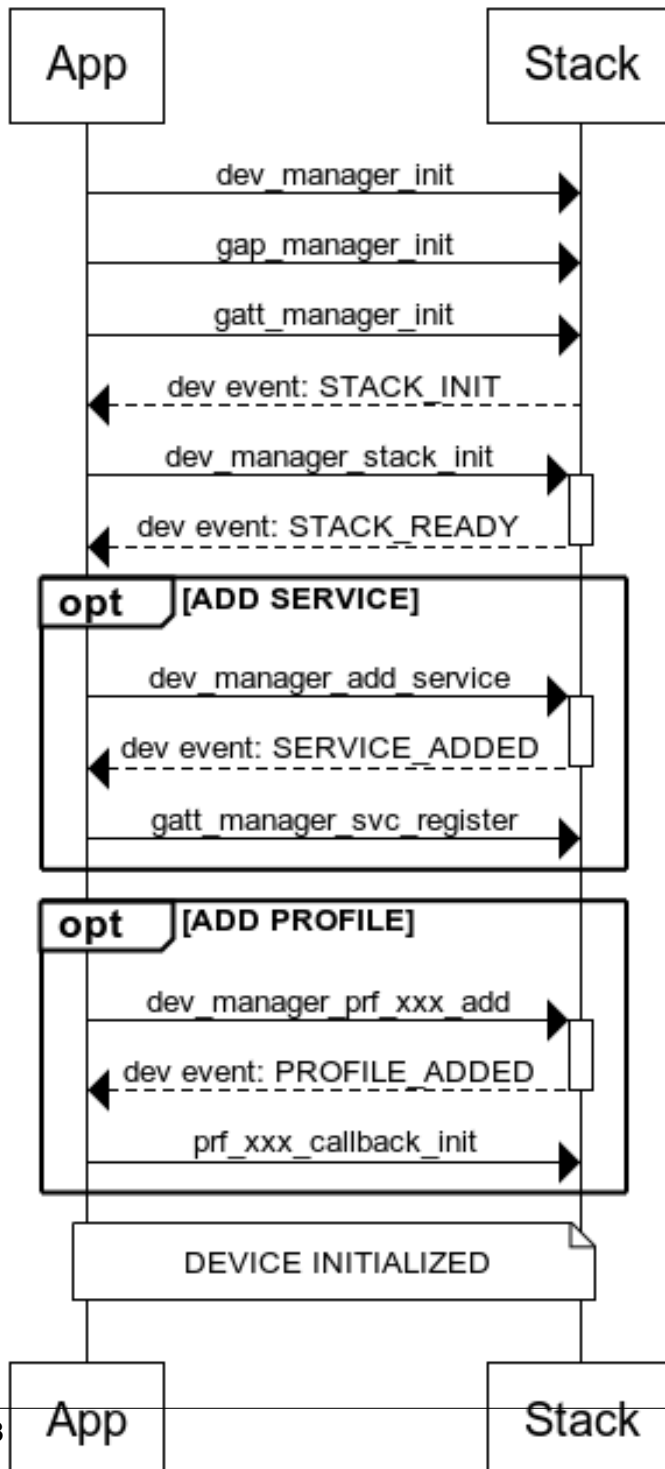 App Stack
dev_manager_init
gap_manager_init
gatt_manager_init
dev event: STACK_INIT
dev_manager_stack_init
dev event: STACK_READY
opt [ADD SERVICE]
dev_manager_add_service
dev event: SERVICE_ADDED
gatt_manager_svc_register
opt [ADD PROFILE]
dev_manager_prf_xxx_add
dev event: PROFILE_ADDED
prf_xxx_callback_init
DEVICE INITIALIZED
App Stack